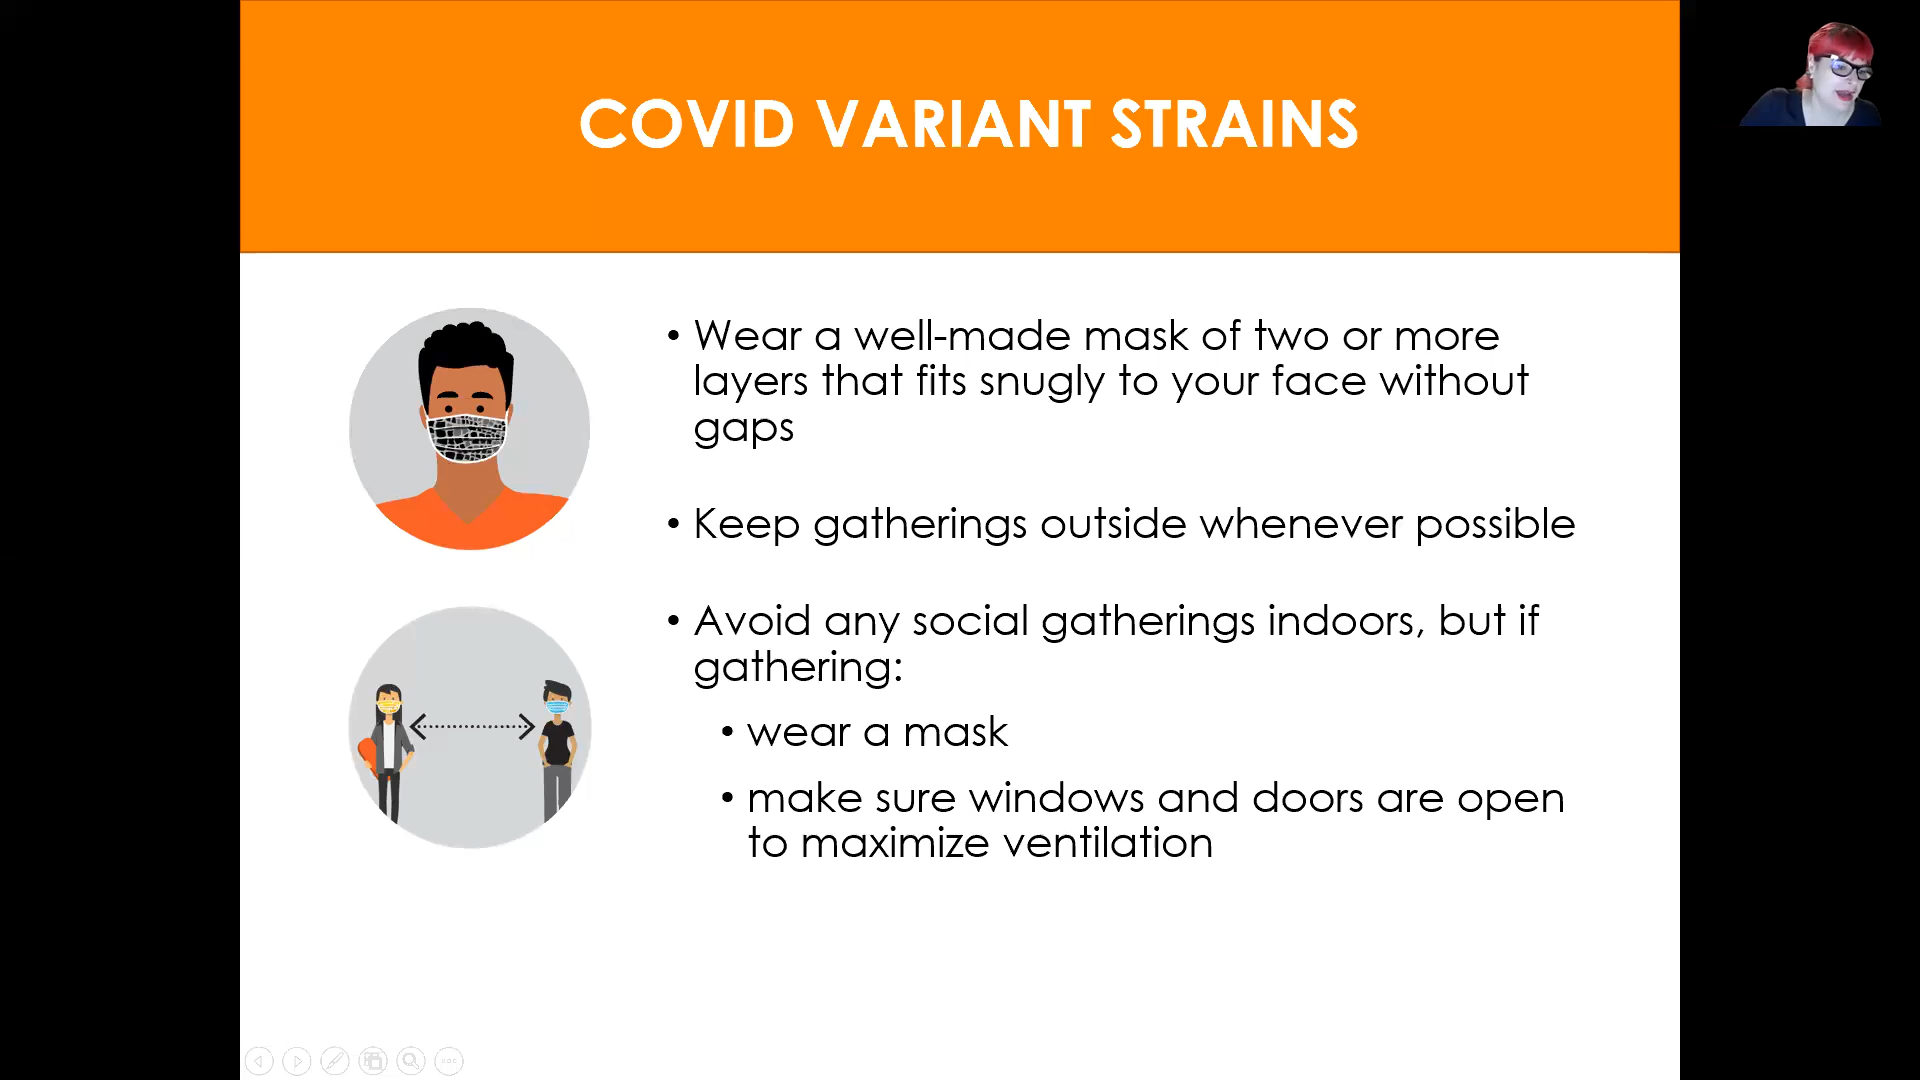 COVID VARIANT STRAINS
• Wear a well-made mask of two or more
layers that fits snugly to your face without
gaps
• Keep gatherings outside whenever possible
• Avoid any social gatherings indoors, but if
gathering:
• wear a mask
• make sure windows and doors are open
to maximize ventilation